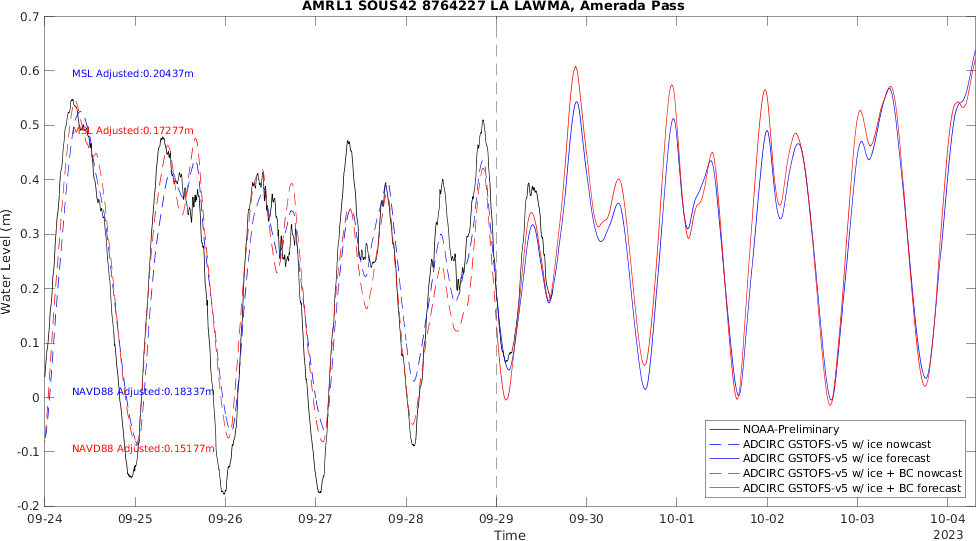 AMRL1 SOUS42 8764227 LA LAWMA, Amerada Pass
0.7
0.6
0.5
0.4
0.3
0.2
0.1
0
-0.1
-0.2
Water Level (m)
MSL Adjusted:0.20437m
MSL Adjusted:0.17277m
NAVD88 Adjusted:0.18337m
NAVD88 Adjusted:0.15177m
NOAA-Preliminary
ADCIRC GSTOFS-v5 w/ ice nowcast
ADCIRC GSTOFS-v5 w/ ice forecast
ADCIRC GSTOFS-v5 w/ ice + BC nowcast
ADCIRC GSTOFS-v5 w/ ice + BC forecast
09-24 09-25 09-26 09-27 09-28 09-29 09-30 10-01 10-02 10-03 10-04
Time
2023